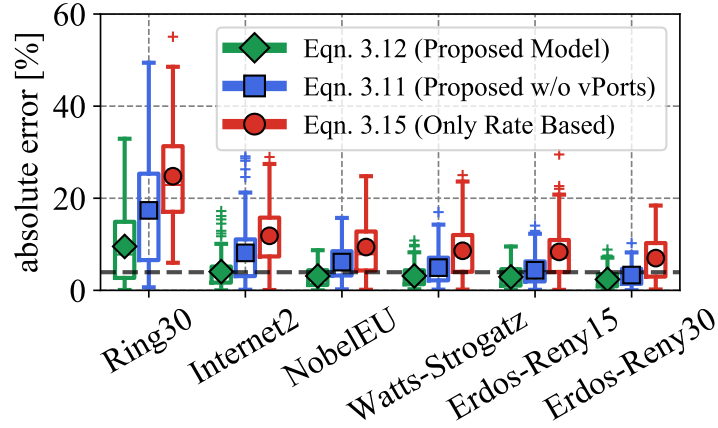 60
40
20
0
absolute error [%]
Eqn. 3.12 (Proposed Model)
Eqn. 3.11 (Proposed w/o vPorts)
Eqn. 3.15 (Only Rate Based)
Ring30
Internet2
NobelEU
Watts-Strogatz
Erdos-Reny15
Erdos-Reny30